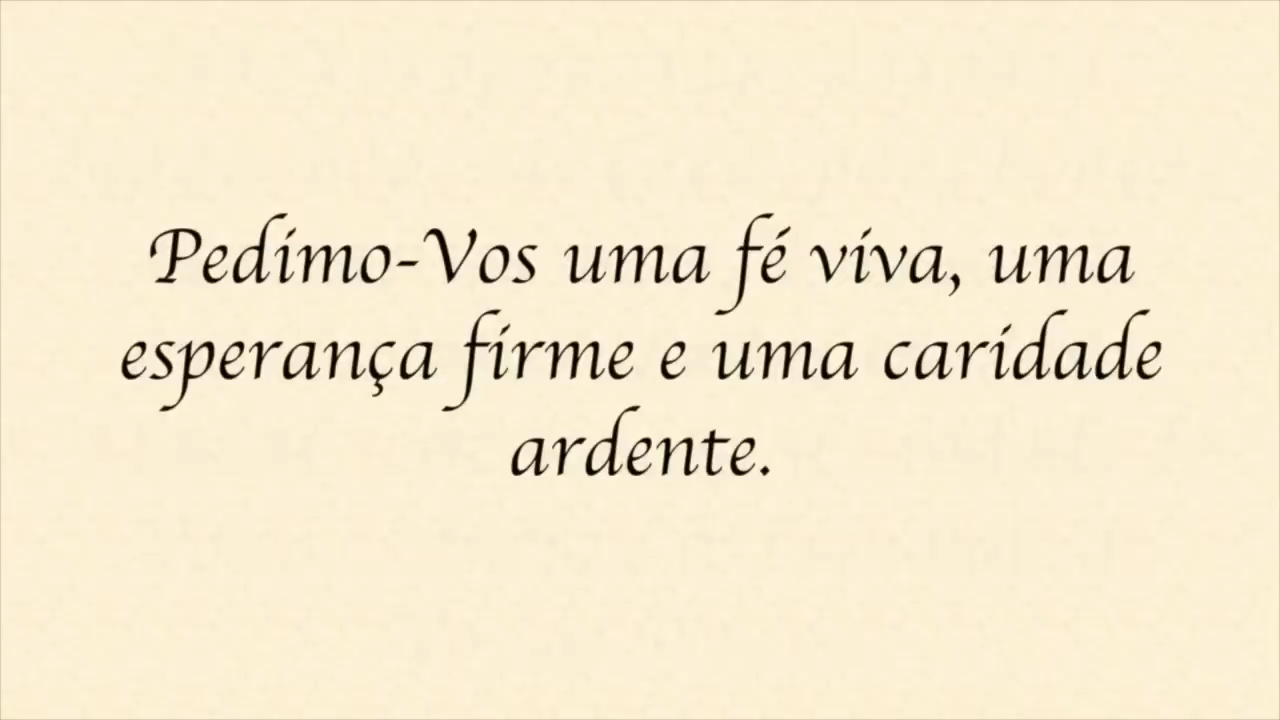 Pedimo-Vos uma fé viva, uma
esperança firme e uma caridade
ardente.